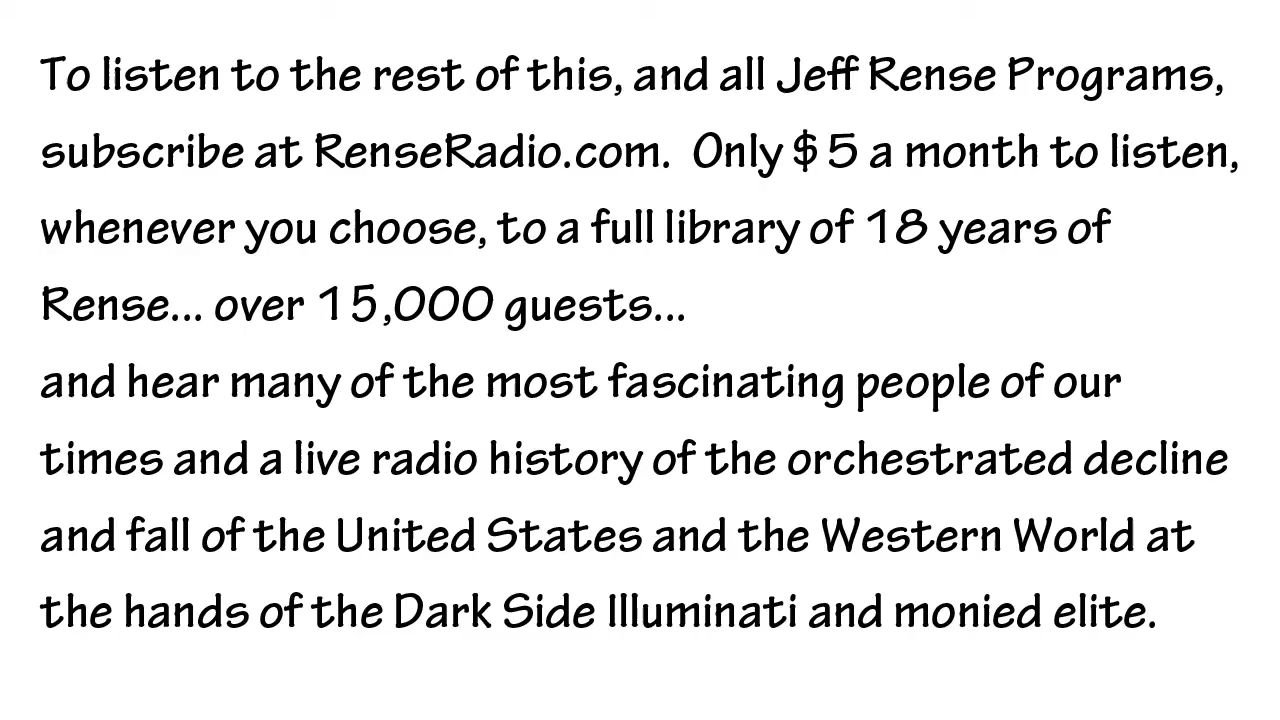 To listen to the rest of this, and all Jeff Rense Programs,
subscribe at RenseRadio.com.  Only $5 a month to listen,
whenever you choose, to a full library of 18 years of
Rense... over 15,000 guests...
and hear many of the most fascinating people of our
times and a live radio history of the orchestrated decline
and fall of the United States and the Western World at
the hands of the Dark Side Illuminati and monied elite.